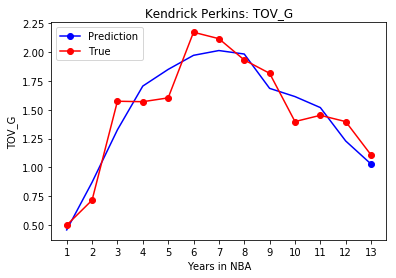 Kendrick Perkins: TOV_G
Prediction
True
TOV_G
2.25
2.00
1.75
1.50
1.25
1.00
0.75
0.50
1 2 3 4 5 6 7 8 9 10 11 12 13
Years in NBA